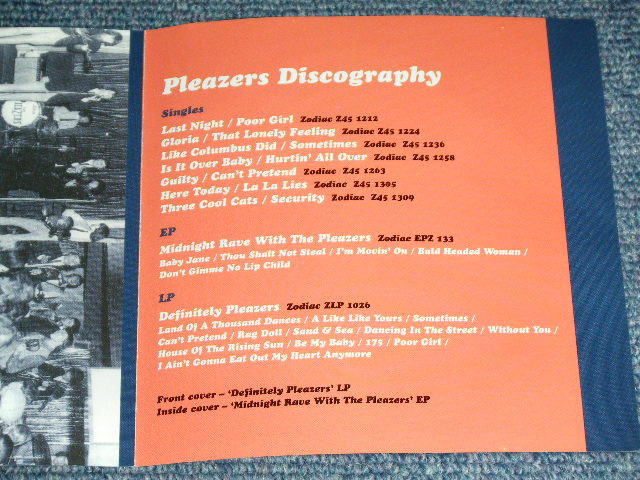 Pleazers Discography
Singles
Last Night / Poor Girl Zodiac Z45 1212
Gloria / That Lonely Feeling Zodiac Z45 1224
Like Columbus Did / Sometimes Zodiac Z45 1236
Is It Over Baby / Hurtin' All Over Zodiac Z45 1258
Guilty / Can't Pretend Zodiac Z45 1263
Here Today / La La Lies Zodiac Z45 1305
Three Cool Cats / Security Zodiac Z45 1309
EP
Midnight Rave With The Pleazers Zodiac EPZ 133
Baby Jane / Thou Shalt Not Steal / I'm Movin' On / Bald Headed Woman /
Don't Gimme No Lip Child
LP
Definitely Pleazers Zodiac ZLP 1026
Land Of A Thousand Dances / A Like Like Yours / Sometimes /
Can't Pretend / Rag Doll / Sand & Sea / Dancing In The Street / Without You /
House Of The Rising Sun / Be My Baby / 175 / Poor Girl /
I Ain't Gonna Eat Out My Heart Anymore
Front cover – 'Definitely Pleazers' LP
Inside cover – 'Midnight Rave With The Pleazers' EP